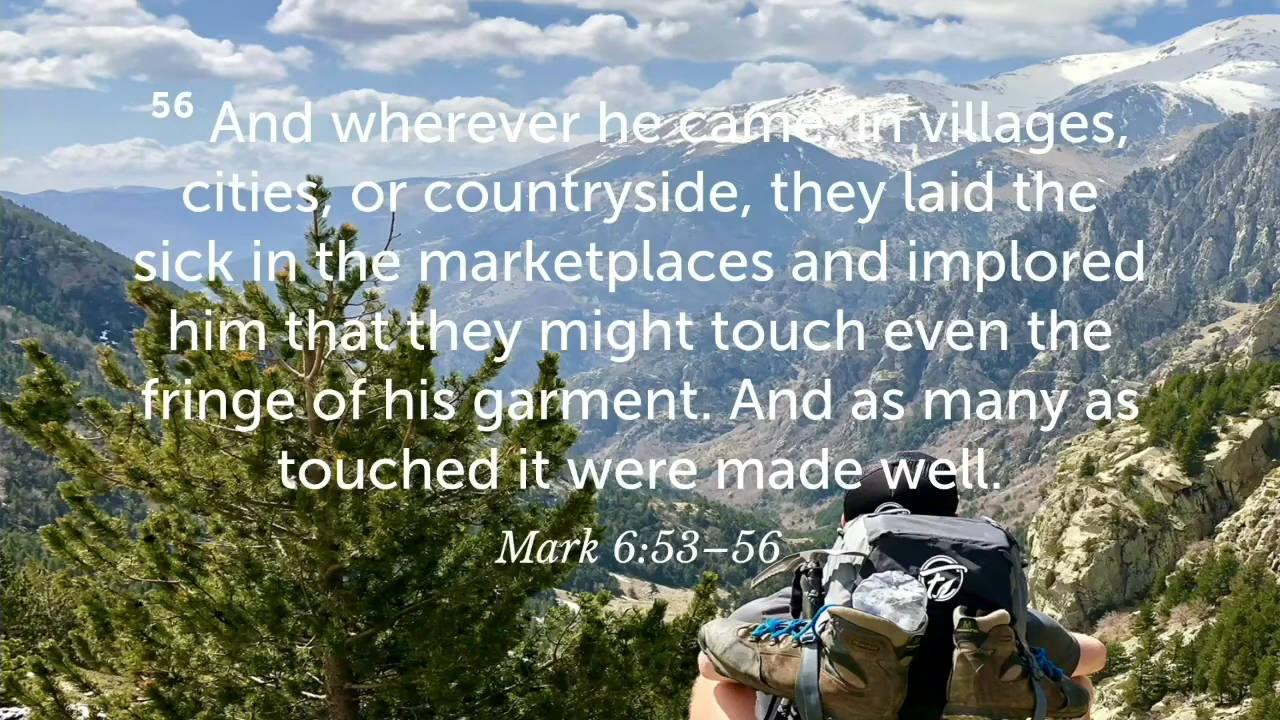 56 And wherever he came, in villages,
cities, or countryside, they laid the
sick in the marketplaces and implored
him that they might touch even the
fringe of his garment. And as many as
touched it were made well.
Mark 6:53–56